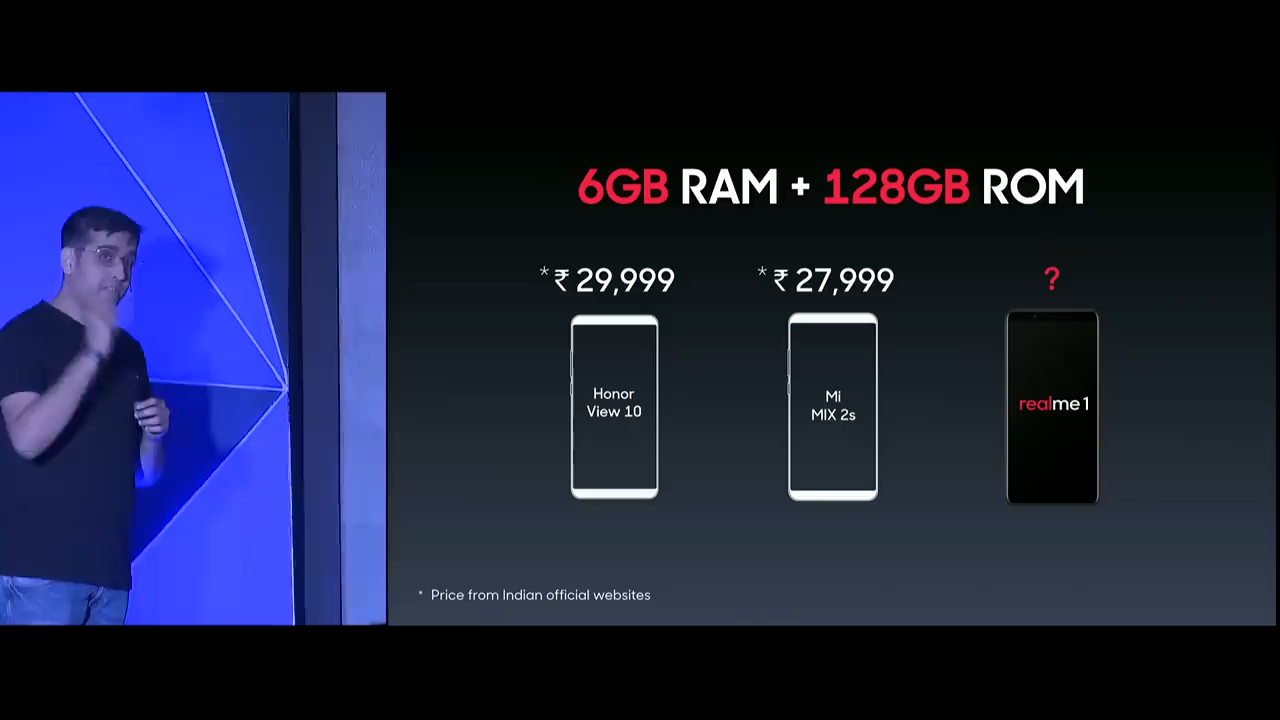 6GB RAM + 128GB ROM
* ₹ 29,999
* ₹ 27,999
?
Honor
View 10
Mi
MIX 2s
realme 1
* Price from Indian official websites